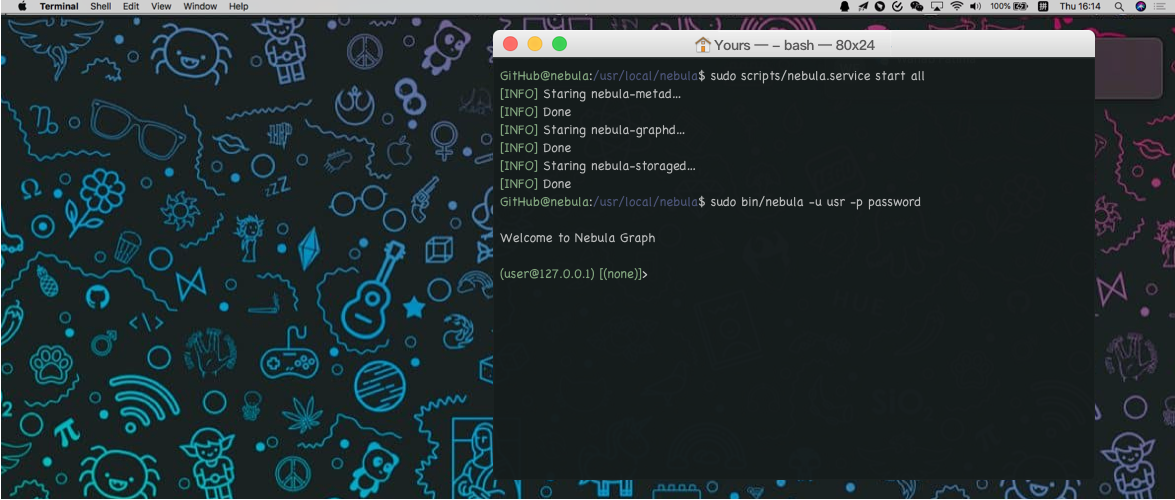 Terminal Shell Edit View Window Help 100% Thu 16:14
Yours — – bash — 80x24
GitHub@nebula:/usr/local/nebula$ sudo scripts/nebula.service start all
[INFO] Staring nebula-metad...
[INFO] Done
[INFO] Staring nebula-graphd...
[INFO] Done
[INFO] Staring nebula-storaged...
[INFO] Done
GitHub@nebula:/usr/local/nebula$ sudo bin/nebula -u usr -p password
Welcome to Nebula Graph
(user@127.0.0.1) [(none)]>